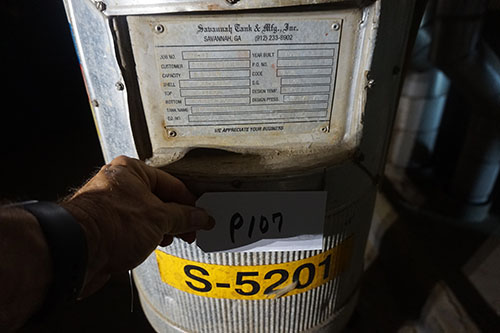 Savannah Tank & Mfg., Inc.
SAVANNAH, GA (912) 233-8902
JOB NO. YEAR BUILT
CUSTOMER P.O. NO.
CAPACITY CODE
SHELL S.G.
TOP DESIGN TEMP.
BOTTOM DESIGN PRESS.
TANK NAME
EQ. NO.
WE APPRECIATE YOUR BUSINESS
P107
S-5201